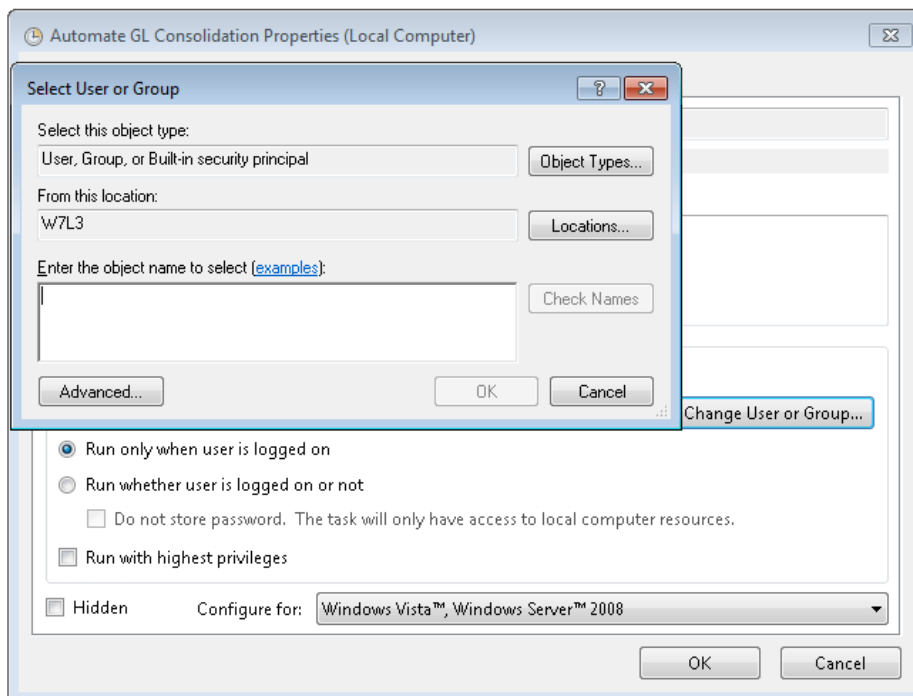 Automate GL Consolidation Properties (Local Computer)
Select User or Group
Select this object type:
User, Group, or Built-in security principal
Object Types...
From this location:
W7L3
Locations...
Enter the object name to select (examples):
Check Names
Advanced...
OK
Cancel
Change User or Group...
Run only when user is logged on
Run whether user is logged on or not
Do not store password. The task will only have access to local computer resources.
Run with highest privileges
Hidden
Configure for:
Windows Vista™, Windows Server™ 2008
OK
Cancel